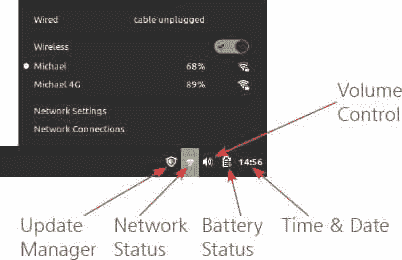 Wired cable unplugged
Wireless
Michael 68%
Michael 4G 89%
Network Settings
Network Connections
14:56
Volume
Control
Update
Manager
Network
Status
Battery
Status
Time & Date